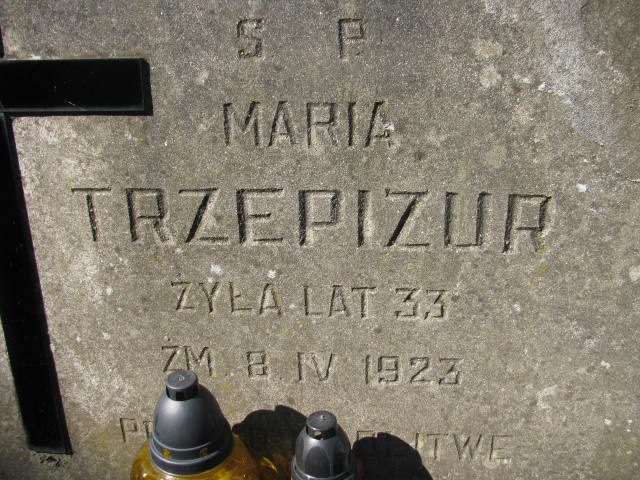 S P
MARIA
TRZEPIZUR
ŻYŁA LAT 33
ZM 8 IV 1923